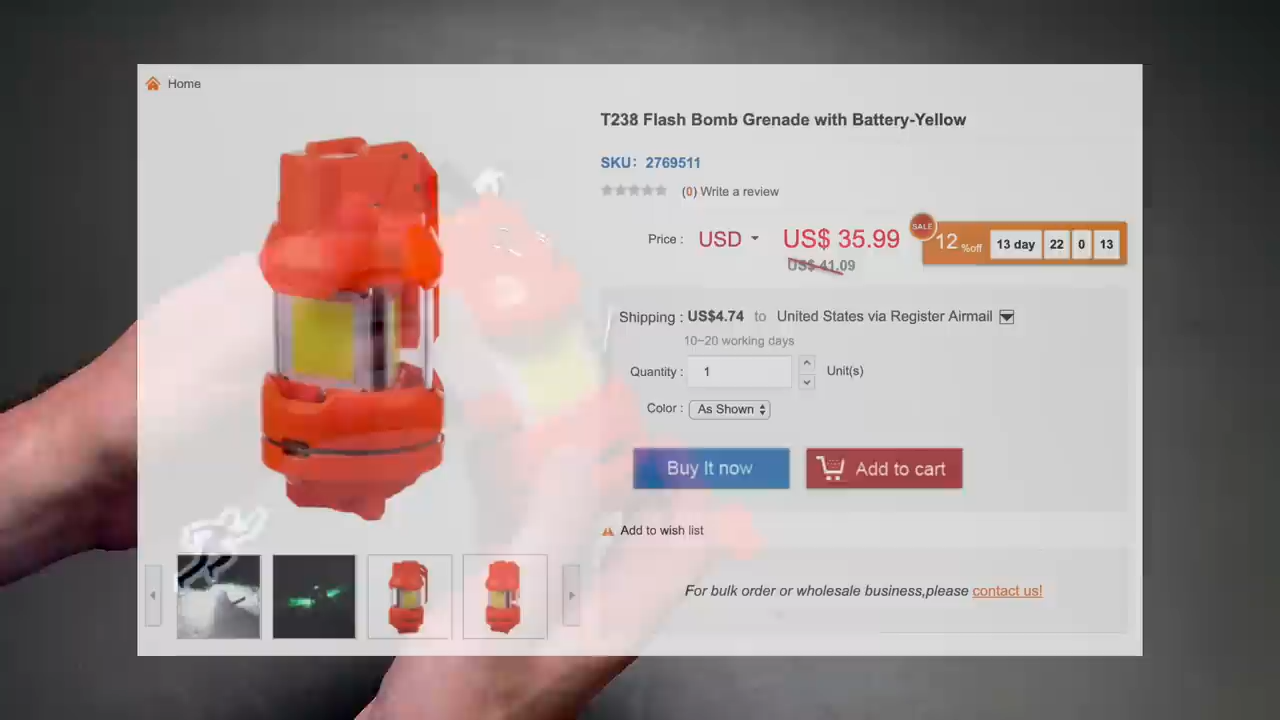 Home
T238 Flash Bomb Grenade with Battery-Yellow
SKU: 2769511
(0) Write a review
Price : USD US$ 35.99
US$ 41.09
SALE 12 %off 13 day 22 0 13
Shipping : US$4.74 to United States via Register Airmail
10~20 working days
Quantity : 1 Unit(s)
Color : As Shown
Buy It now Add to cart
Add to wish list
For bulk order or wholesale business,please contact us!